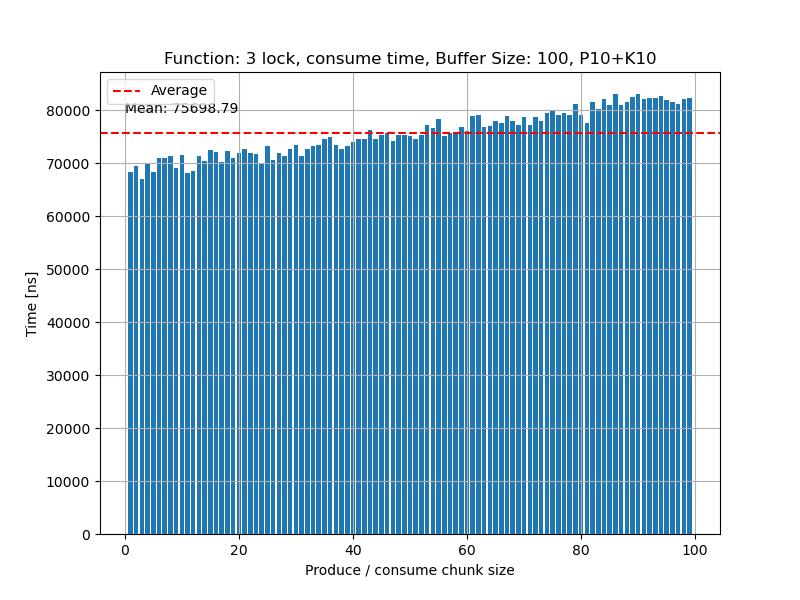 Function: 3 lock, consume time, Buffer Size: 100, P10+K10
Average
Mean: 75698.79
80000
70000
60000
50000
40000
30000
20000
10000
0
Time [ns]
0 20 40 60 80 100
Produce / consume chunk size